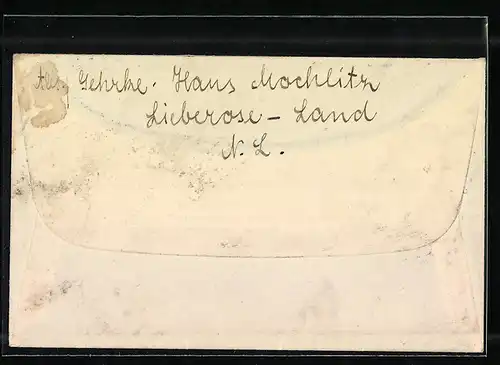 Abs. Gehrke. Hans Mochlitz
Lieberose - Land
N. L.